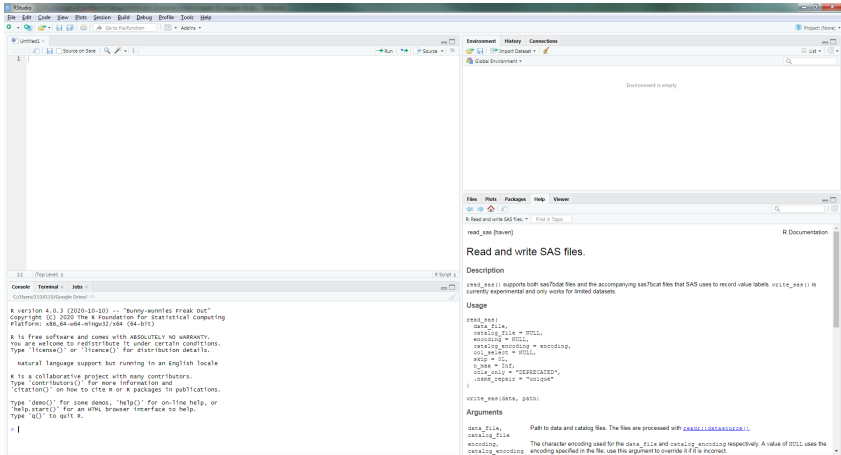 RStudio
File Edit Code View Plots Session Build Debug Profile Tools Help
Go to file/function
Addins
Project: (None)
Untitled1
Source on Save
Run
Source
1
1:1 (Top Level)
R Script
Console Terminal Jobs
C:/Users/1514131/Google Drive/
R version 4.0.3 (2020-10-10) -- "Bunny-Wunnies Freak Out"
Copyright (C) 2020 The R Foundation for Statistical Computing
Platform: x86_64-w64-mingw32/x64 (64-bit)
R is free software and comes with ABSOLUTELY NO WARRANTY.
You are welcome to redistribute it under certain conditions.
Type 'license()' or 'licence()' for distribution details.
Natural language support but running in an English locale
R is a collaborative project with many contributors.
Type 'contributors()' for more information and
'citation()' on how to cite R or R packages in publications.
Type 'demo()' for some demos, 'help()' for on-line help, or
'help.start()' for an HTML browser interface to help.
Type 'q()' to quit R.
>
Environment History Connections
Import Dataset
List
Global Environment
Environment is empty
Files Plots Packages Help Viewer
R: Read and write SAS files.
Find in Topic
read_sas {haven}
R Documentation
Read and write SAS files.
Description
read_sas() supports both sas7bdat files and the accompanying sas7bcat files that SAS uses to record value labels. write_sas() is
currently experimental and only works for limited datasets.
Usage
read_sas(
data_file,
catalog_file = NULL,
encoding = NULL,
catalog_encoding = encoding,
col_select = NULL,
skip = 0L,
n_max = Inf,
cols_only = "DEPRECATED",
.name_repair = "unique"
)
write_sas(data, path)
Arguments
data_file, Path to data and catalog files. The files are processed with readr::datasource().
catalog_file
encoding, The character encoding used for the data_file and catalog_encoding respectively. A value of NULL uses the
catalog_encoding encoding specified in the file; use this argument to override it if it is incorrect.